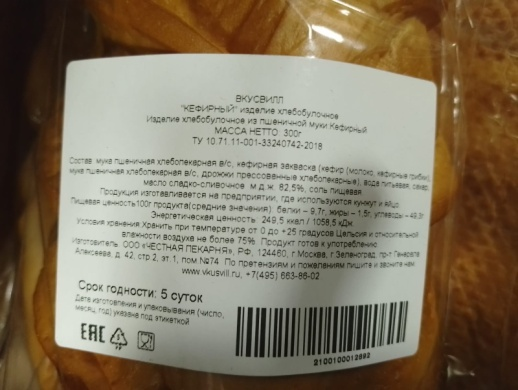 ВКУСВИЛЛ
"КЕФИРНЫЙ" изделие хлебобулочное
Изделие хлебобулочное из пшеничной муки Кефирный
МАССА НЕТТО 300г
ТУ 10.71.11-001-33240742-2018
Состав: мука пшеничная хлебопекарная в/с, кефирная закваска (кефир (молоко, кефирные грибки),
мука пшеничная хлебопекарная в/с, дрожжи прессованные хлебопекарные), вода питьевая, сахар,
масло сладко-сливочное м.д.ж. 82,5%, соль пищевая
Продукция изготавливается на предприятии, где используются кунжут и яйцо
Пищевая ценность100г продукта(средние значения): белки – 9,7г, жиры – 1,5г, углеводы – 49,3г
Энергетическая ценность: 249,5 ккал / 1058,5 кДж
Условия хранения:Хранить при температуре от 0 до +25 градусов Цельсия и относительной
влажности воздуха не более 75% Продукт готов к употреблению
Изготовитель: ООО «ЧЕСТНАЯ ПЕКАРНЯ», РФ, 124460, г Москва, г Зеленоград, пр-т Генерала
Алексеева, д. 42, стр 2, эт.1, пом.№74 По претензиям и пожеланиям пишите и звоните нам:
www.vkusvill.ru, +7(495) 663-86-02
Срок годности: 5 суток
Дата изготовления и упаковывания (число,
месяц, год) указана под этикеткой
EAC
2100100012892